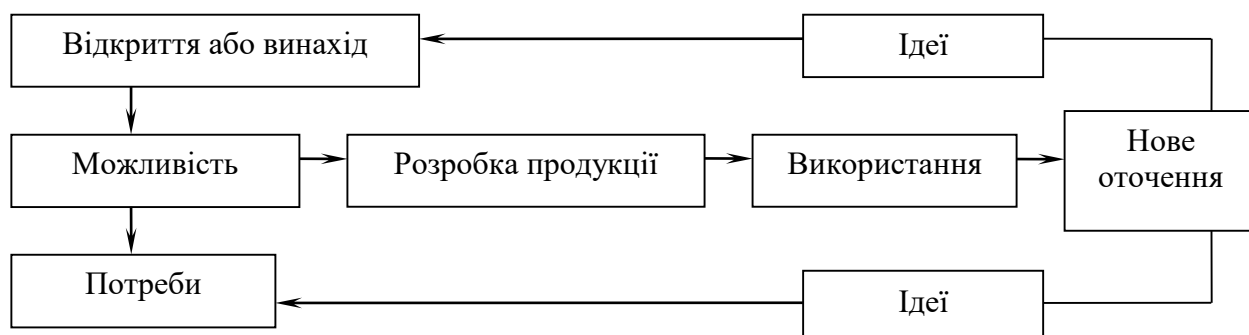 Відкриття або винахід
Ідеї
Можливість
Розробка продукції
Використання
Нове
оточення
Потреби
Ідеї